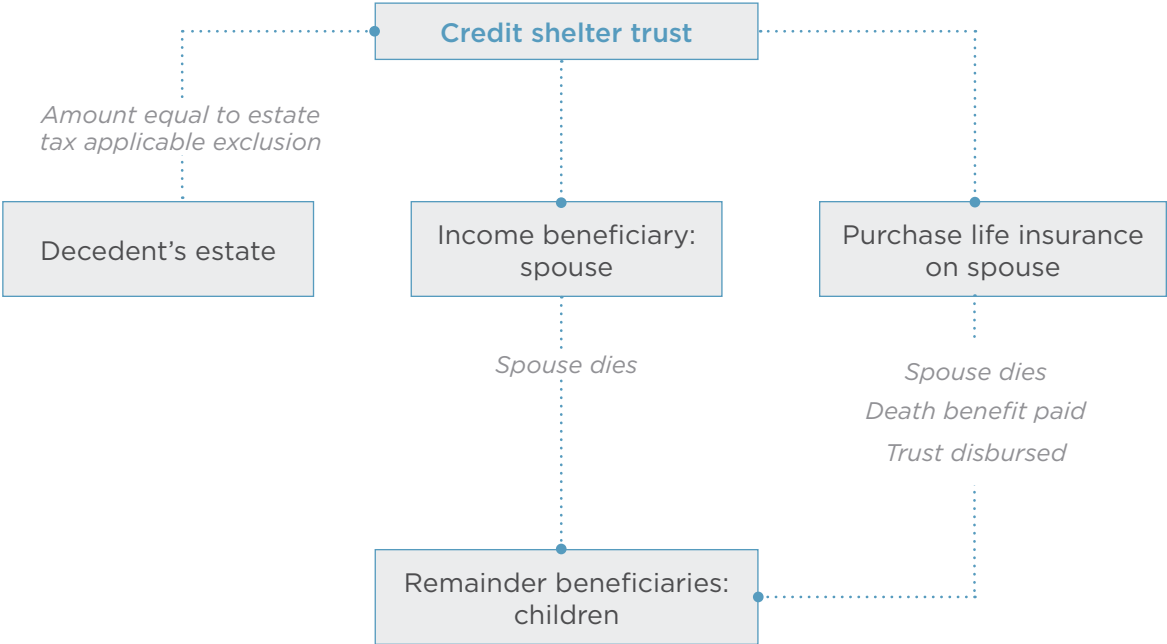 Credit shelter trust
Amount equal to estate
tax applicable exclusion
Decedent’s estate
Income beneficiary:
spouse
Purchase life insurance
on spouse
Spouse dies
Spouse dies
Death benefit paid
Trust disbursed
Remainder beneficiaries:
children